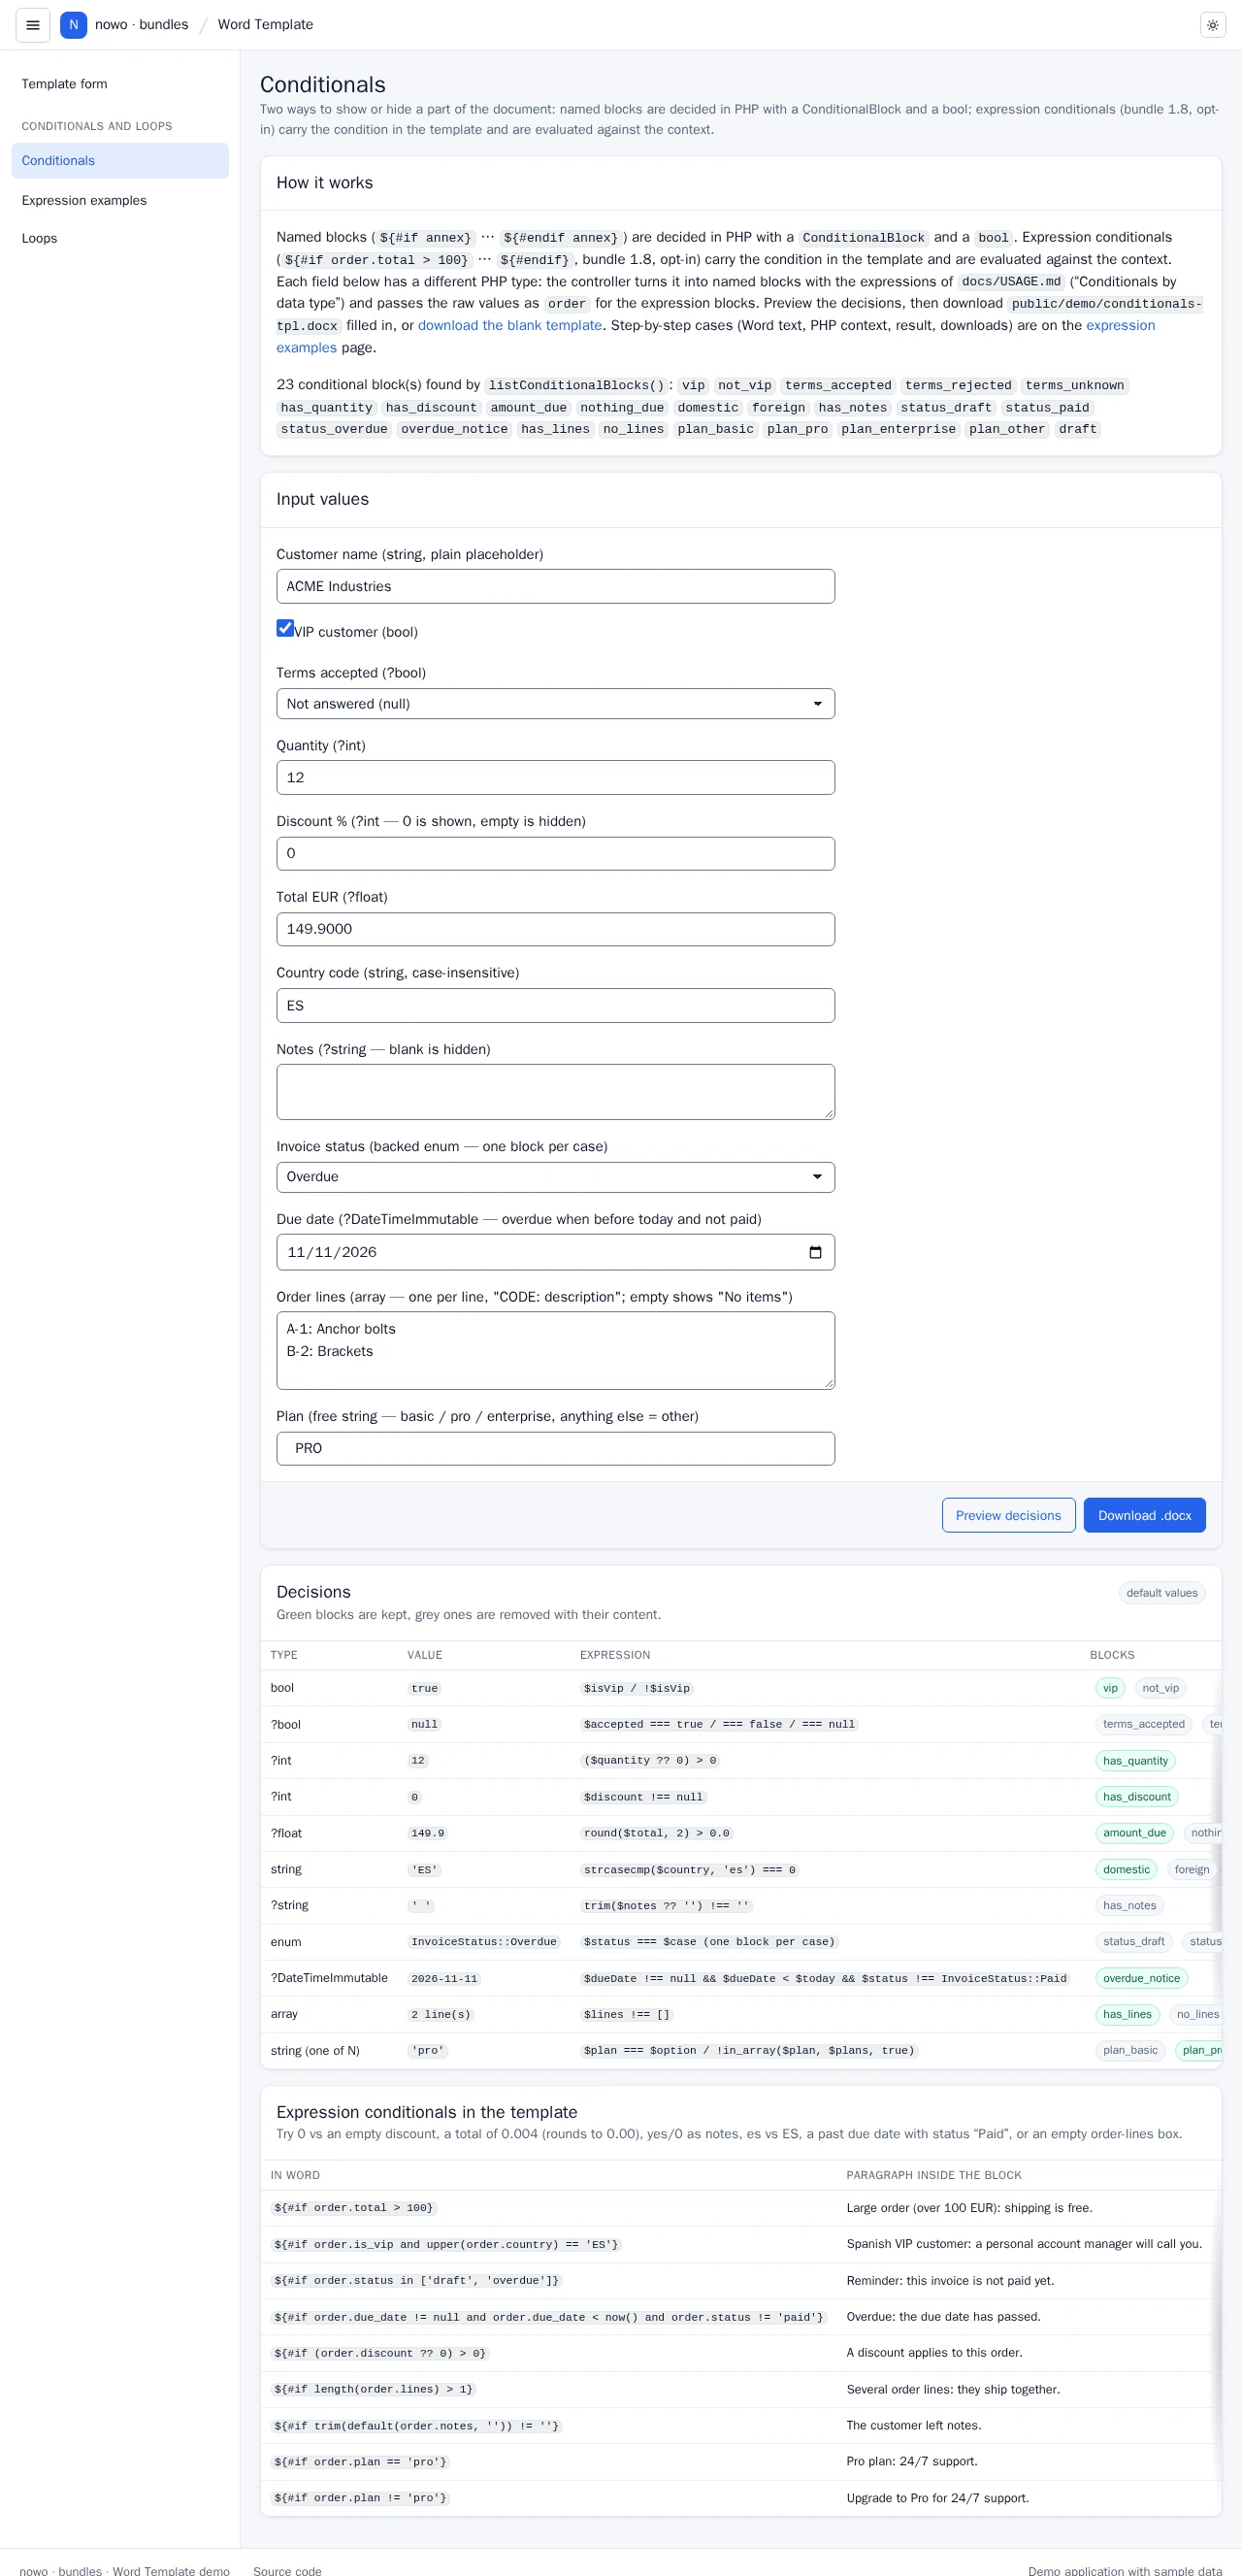 N nowo · bundles / Word Template
Template form
CONDITIONALS AND LOOPS
Conditionals
Expression examples
Loops
Conditionals
Two ways to show or hide a part of the document: named blocks are decided in PHP with a ConditionalBlock and a bool; expression conditionals (bundle 1.8, opt-
in) carry the condition in the template and are evaluated against the context.
How it works
Named blocks ( ${#if annex} ⋯ ${#endif annex} ) are decided in PHP with a ConditionalBlock and a bool . Expression conditionals
( ${#if order.total > 100} ⋯ ${#endif} , bundle 1.8, opt-in) carry the condition in the template and are evaluated against the context.
Each field below has a different PHP type: the controller turns it into named blocks with the expressions of docs/USAGE.md (“Conditionals by
data type”) and passes the raw values as order for the expression blocks. Preview the decisions, then download public/demo/conditionals-
tpl.docx filled in, or download the blank template. Step-by-step cases (Word text, PHP context, result, downloads) are on the expression
examples page.
23 conditional block(s) found by listConditionalBlocks() : vip not_vip terms_accepted terms_rejected terms_unknown
has_quantity has_discount amount_due nothing_due domestic foreign has_notes status_draft status_paid
status_overdue overdue_notice has_lines no_lines plan_basic plan_pro plan_enterprise plan_other draft
Input values
Customer name (string, plain placeholder)
ACME Industries
VIP customer (bool)
Terms accepted (?bool)
Not answered (null)
Quantity (?int)
12
Discount % (?int — 0 is shown, empty is hidden)
0
Total EUR (?float)
149.9000
Country code (string, case-insensitive)
ES
Notes (?string — blank is hidden)
Invoice status (backed enum — one block per case)
Overdue
Due date (?DateTimeImmutable — overdue when before today and not paid)
11/11/2026
Order lines (array — one per line, "CODE: description"; empty shows "No items")
A-1: Anchor bolts
B-2: Brackets
Plan (free string — basic / pro / enterprise, anything else = other)
PRO
Preview decisions Download .docx
Decisions
default values
Green blocks are kept, grey ones are removed with their content.
TYPE VALUE EXPRESSION BLOCKS
bool true $isVip / !$isVip vip not_vip
?bool null $accepted === true / === false / === null terms_accepted ter
?int 12 ($quantity ?? 0) > 0 has_quantity
?int 0 $discount !== null has_discount
?float 149.9 round($total, 2) > 0.0 amount_due nothin
string 'ES' strcasecmp($country, 'es') === 0 domestic foreign
?string ' ' trim($notes ?? '') !== '' has_notes
enum InvoiceStatus::Overdue $status === $case (one block per case) status_draft status
?DateTimeImmutable 2026-11-11 $dueDate !== null && $dueDate < $today && $status !== InvoiceStatus::Paid overdue_notice
array 2 line(s) $lines !== [] has_lines no_lines
string (one of N) 'pro' $plan === $option / !in_array($plan, $plans, true) plan_basic plan_pr
Expression conditionals in the template
Try 0 vs an empty discount, a total of 0.004 (rounds to 0.00), yes/0 as notes, es vs ES, a past due date with status “Paid”, or an empty order-lines box.
IN WORD PARAGRAPH INSIDE THE BLOCK
${#if order.total > 100} Large order (over 100 EUR): shipping is free.
${#if order.is_vip and upper(order.country) == 'ES'} Spanish VIP customer: a personal account manager will call you.
${#if order.status in ['draft', 'overdue']} Reminder: this invoice is not paid yet.
${#if order.due_date != null and order.due_date < now() and order.status != 'paid'} Overdue: the due date has passed.
${#if (order.discount ?? 0) > 0} A discount applies to this order.
${#if length(order.lines) > 1} Several order lines: they ship together.
${#if trim(default(order.notes, '')) != ''} The customer left notes.
${#if order.plan == 'pro'} Pro plan: 24/7 support.
${#if order.plan != 'pro'} Upgrade to Pro for 24/7 support.
nowo · bundles · Word Template demo Source code Demo application with sample data